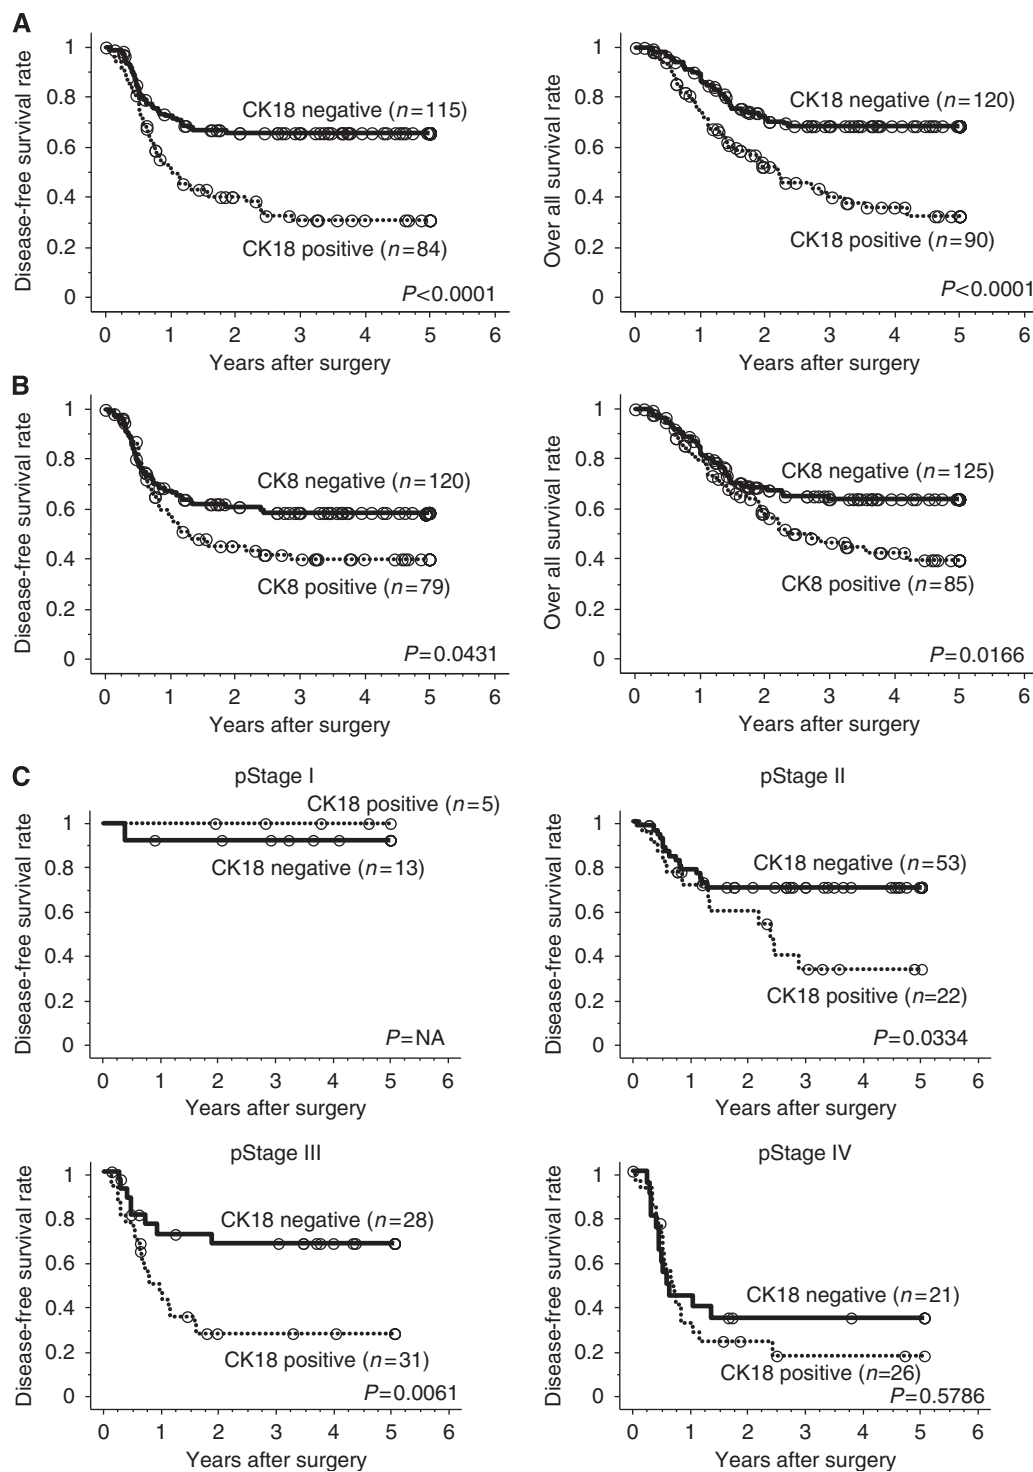 A
Disease-free survival rate
1
0.8
0.6
0.4
0.2
0
CK18 negative (n=115)
CK18 positive (n=84)
P<0.0001
0 1 2 3 4 5 6
Years after surgery
Over all survival rate
1
0.8
0.6
0.4
0.2
0
CK18 negative (n=120)
CK18 positive (n=90)
P<0.0001
0 1 2 3 4 5 6
Years after surgery
B
Disease-free survival rate
1
0.8
0.6
0.4
0.2
0
CK8 negative (n=120)
CK8 positive (n=79)
P=0.0431
0 1 2 3 4 5 6
Years after surgery
Over all survival rate
1
0.8
0.6
0.4
0.2
0
CK8 negative (n=125)
CK8 positive (n=85)
P=0.0166
0 1 2 3 4 5 6
Years after surgery
C
pStage I
Disease-free survival rate
1
0.8
0.6
0.4
0.2
0
CK18 positive (n=5)
CK18 negative (n=13)
P=NA
0 1 2 3 4 5 6
Years after surgery
pStage II
Disease-free survival rate
1
0.8
0.6
0.4
0.2
0
CK18 negative (n=53)
CK18 positive (n=22)
P=0.0334
0 1 2 3 4 5 6
Years after surgery
pStage III
Disease-free survival rate
1
0.8
0.6
0.4
0.2
0
CK18 negative (n=28)
CK18 positive (n=31)
P=0.0061
0 1 2 3 4 5 6
Years after surgery
pStage IV
Disease-free survival rate
1
0.8
0.6
0.4
0.2
0
CK18 negative (n=21)
CK18 positive (n=26)
P=0.5786
0 1 2 3 4 5 6
Years after surgery